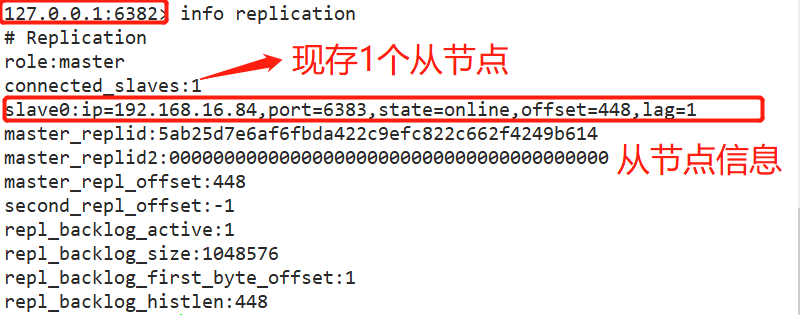 127.0.0.1:6382> info replication
# Replication
role:master
connected_slaves:1
现存1个从节点
slave0:ip=192.168.16.84,port=6383,state=online,offset=448,lag=1
master_replid:5ab25d7e6af6fbda422c9efc822c662f4249b614
master_replid2:0000000000000000000000000000000000000000
从节点信息
master_repl_offset:448
second_repl_offset:-1
repl_backlog_active:1
repl_backlog_size:1048576
repl_backlog_first_byte_offset:1
repl_backlog_histlen:448